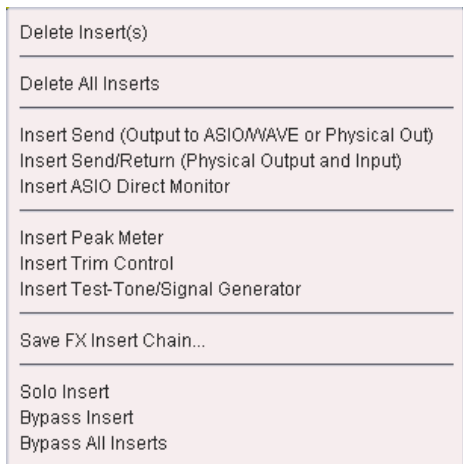 Delete Insert(s)
Delete All Inserts
Insert Send (Output to ASIO/WAVE or Physical Out)
Insert Send/Return (Physical Output and Input)
Insert ASIO Direct Monitor
Insert Peak Meter
Insert Trim Control
Insert Test-Tone/Signal Generator
Save FX Insert Chain...
Solo Insert
Bypass Insert
Bypass All Inserts